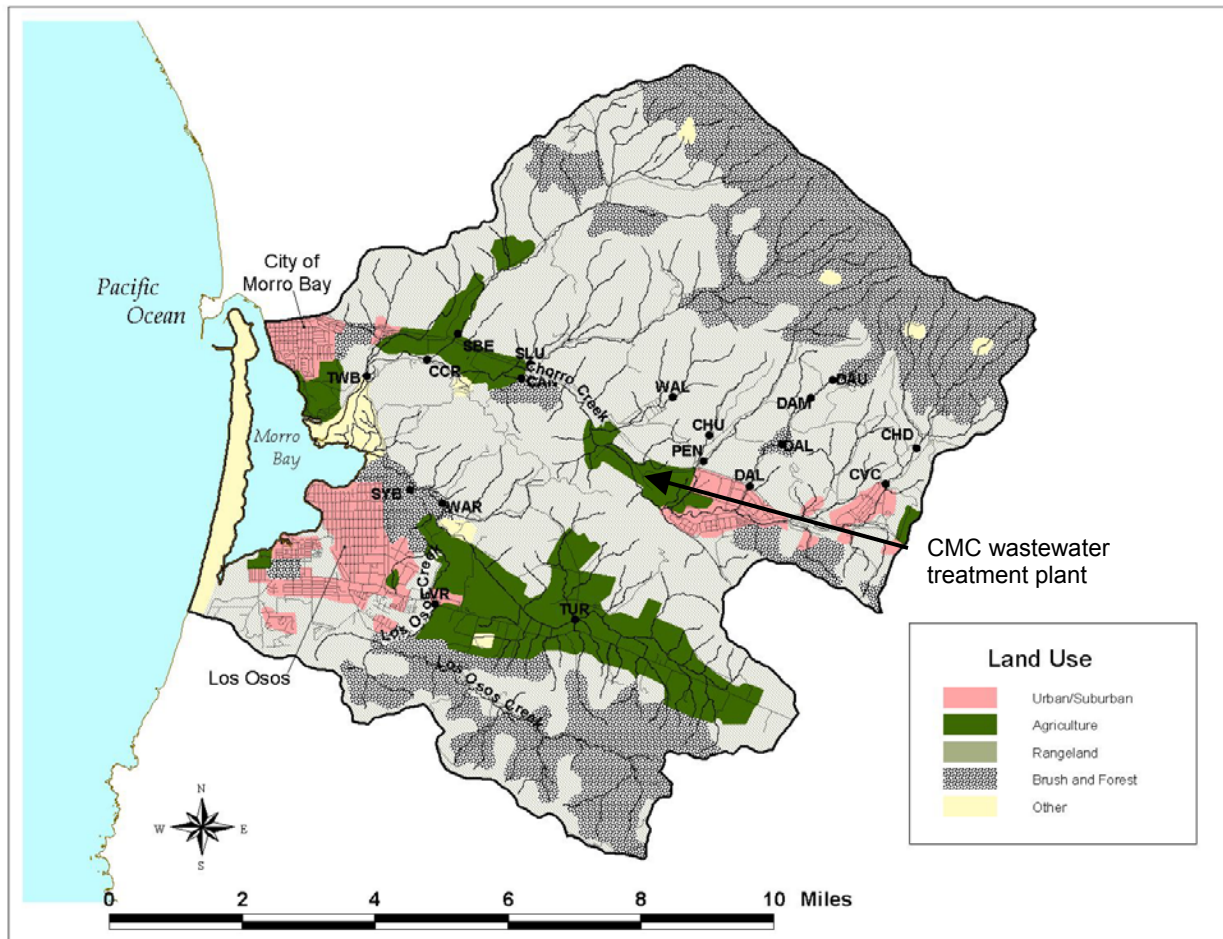 City of
Morro Bay
Pacific
Ocean
SBE
SLU
CCR
TWB
Chorro Creek
WAL
DAU
DAM
CHU
CHD
Morro
Bay
PEN
DAL
DAL
CVC
SYB
WAR
CMC wastewater
treatment plant
Los Osos Creek
TUR
Los Osos
Los Osos Creek
Land Use
Urban/Suburban
Agriculture
Rangeland
Brush and Forest
Other
N
W E
S
0 2 4 6 8 10 Miles